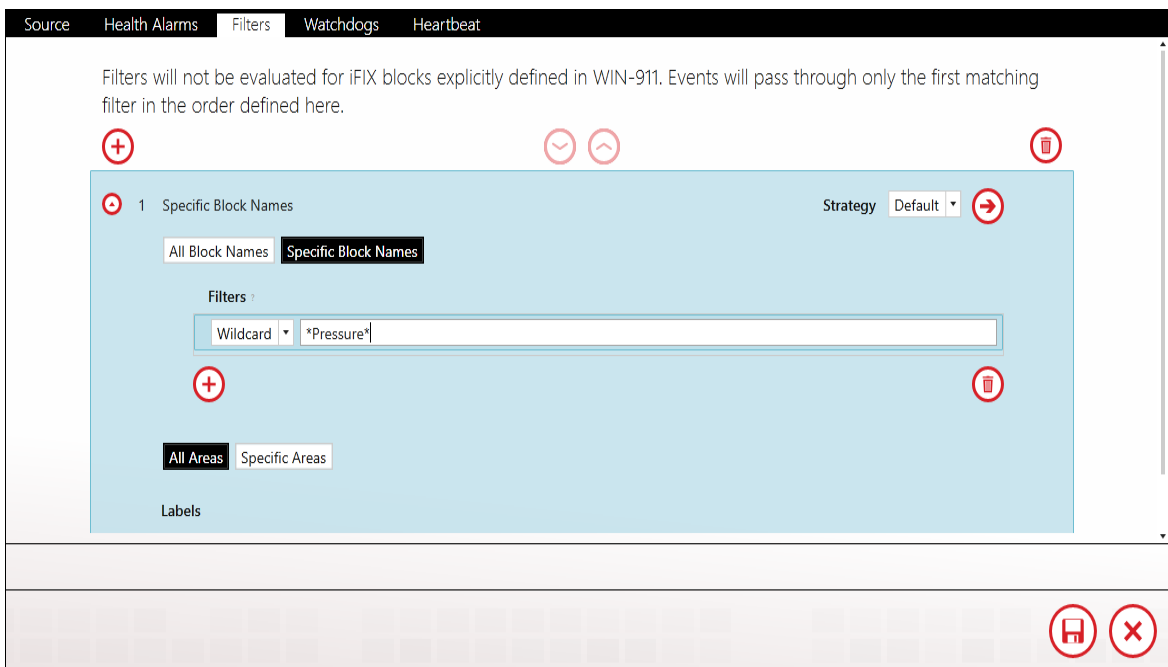 Source Health Alarms Filters Watchdogs Heartbeat
Filters will not be evaluated for iFIX blocks explicitly defined in WIN-911. Events will pass through only the first matching
filter in the order defined here.
1 Specific Block Names Strategy Default
All Block Names Specific Block Names
Filters ?
Wildcard *Pressure*
All Areas Specific Areas
Labels